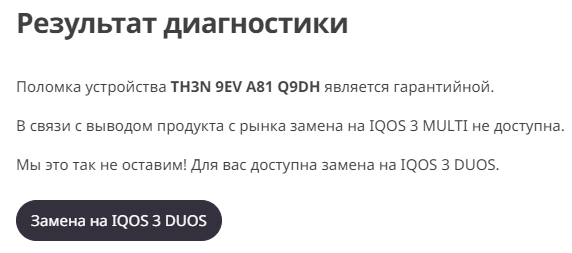 Результат диагностики
Поломка устройства TH3N 9EV A81 Q9DH является гарантийной.
В связи с выводом продукта с рынка замена на IQOS 3 MULTI не доступна.
Мы это так не оставим! Для вас доступна замена на IQOS 3 DUOS.
Замена на IQOS 3 DUOS